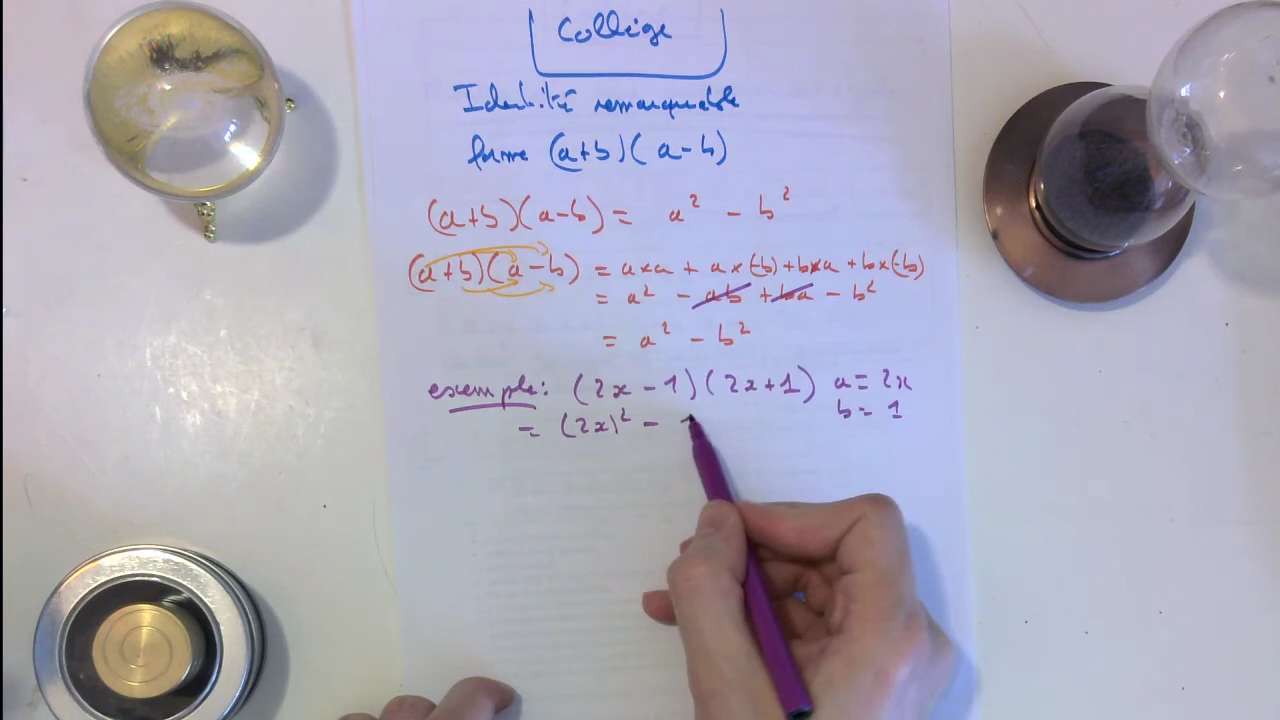 Collège
Identité remarquable
forme (a+b)(a-b)
(a+b)(a-b) = a² - b²
(a+b)(a-b) = a×a + a×(-b) + b×a + b×(-b)
= a² - ab + ba - b²
= a² - b²
exemple: (2x - 1)(2x + 1) a = 2x
b = 1
= (2x)² - 1